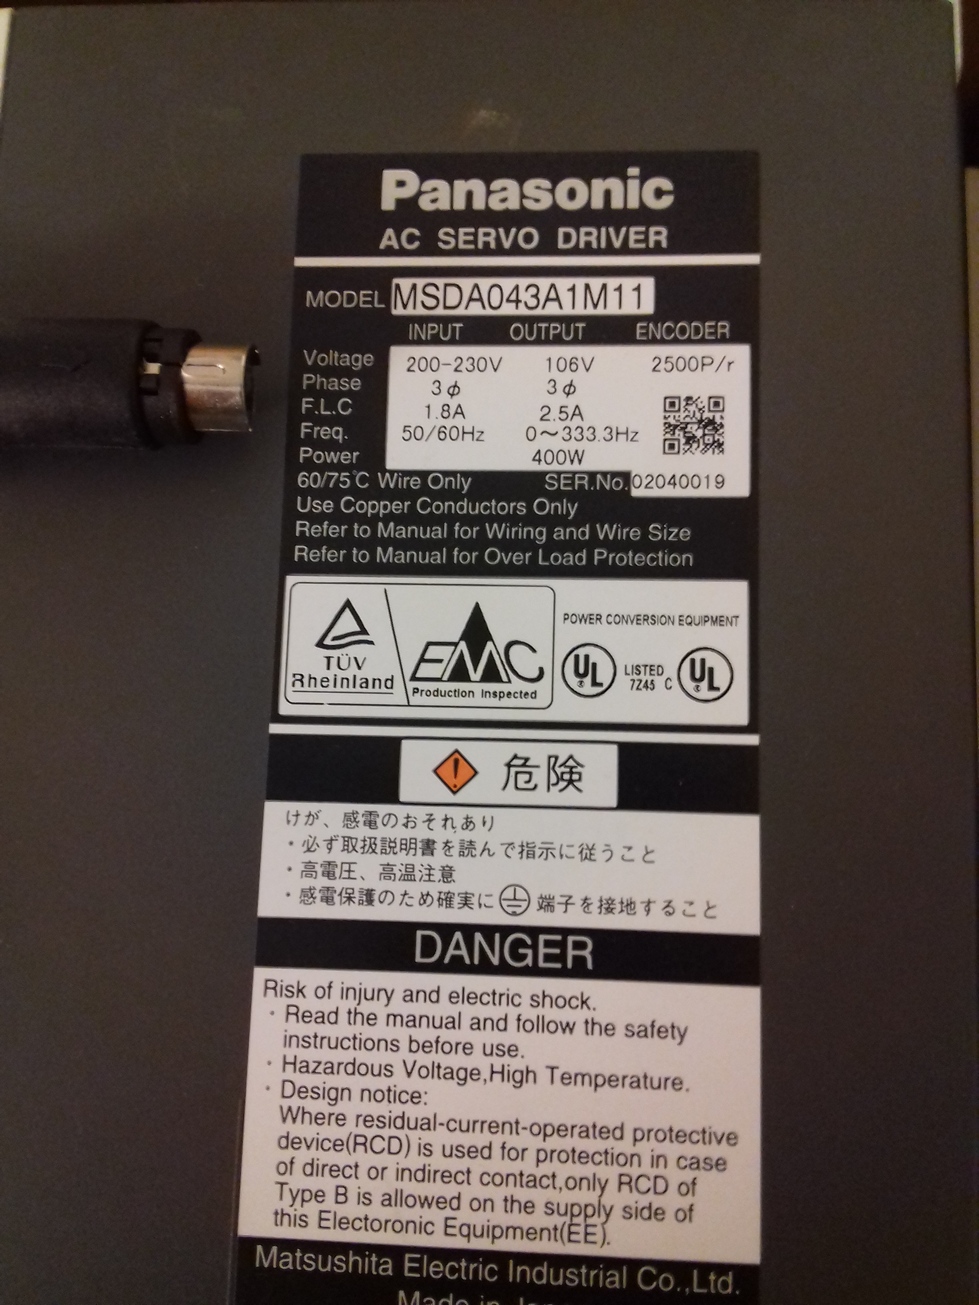 Panasonic
AC SERVO DRIVER
MODEL MSDA043A1M11
INPUT OUTPUT ENCODER
Voltage 200-230V 106V 2500P/r
Phase 3ϕ 3ϕ
F.L.C 1.8A 2.5A
Freq. 50/60Hz 0~333.3Hz
Power 400W
60/75℃ Wire Only SER.No. 02040019
Use Copper Conductors Only
Refer to Manual for Wiring and Wire Size
Refer to Manual for Over Load Protection
TÜV
Rheinland
EMC
Production Inspected
POWER CONVERSION EQUIPMENT
UL ® LISTED 7Z45 C UL ®
危険
けが、感電のおそれあり
・必ず取扱説明書を読んで指示に従うこと
・高電圧、高温注意
・感電保護のため確実に 端子を接地すること
DANGER
Risk of injury and electric shock.
・Read the manual and follow the safety
instructions before use.
・Hazardous Voltage,High Temperature.
・Design notice:
Where residual-current-operated protective
device(RCD) is used for protection in case
of direct or indirect contact,only RCD of
Type B is allowed on the supply side of
this Electoronic Equipment(EE).
Matsushita Electric Industrial Co.,Ltd.
Made in